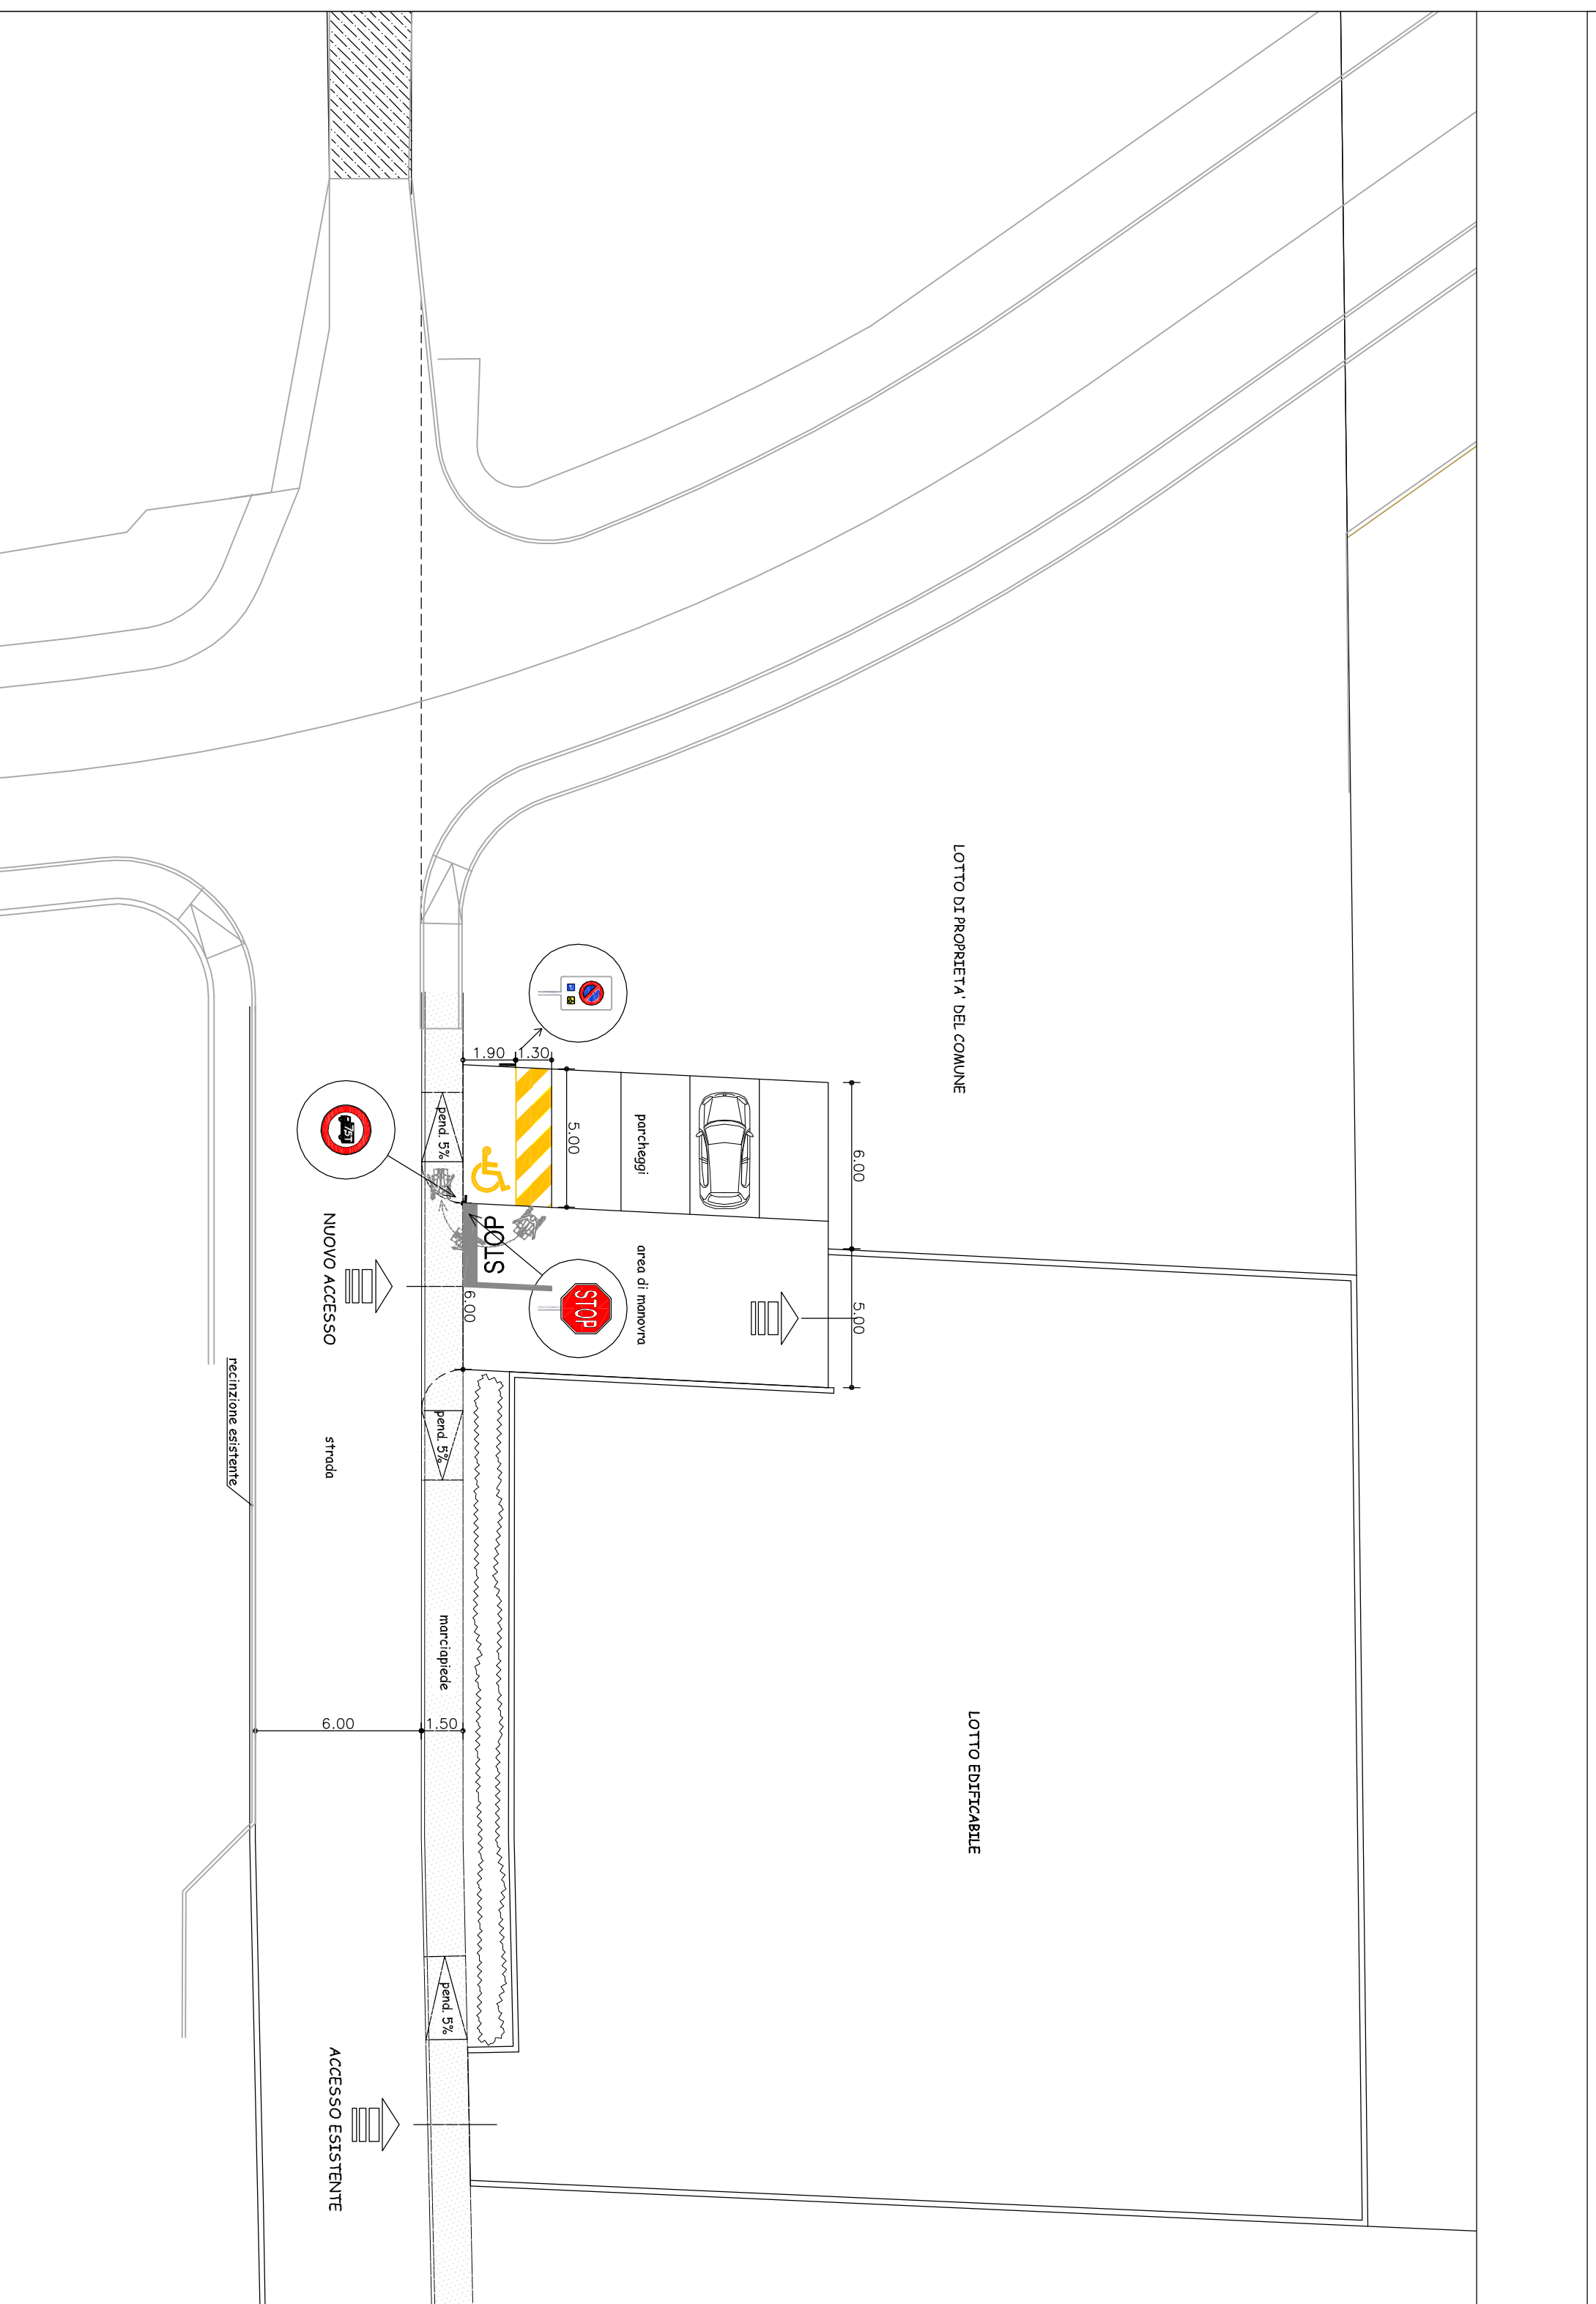 LOTTO DI PROPRIETA' DEL COMUNE
1.90
1.30
5.00
parcheggi
6.00
pend. 5%
75T
STOP
STOP
NUOVO ACCESSO
6.00
area di manovra
5.00
recinzione esistente
strada
pend. 5%
marciapiede
6.00
1.50
LOTTO EDIFICABILE
pend. 5%
ACCESSO ESISTENTE